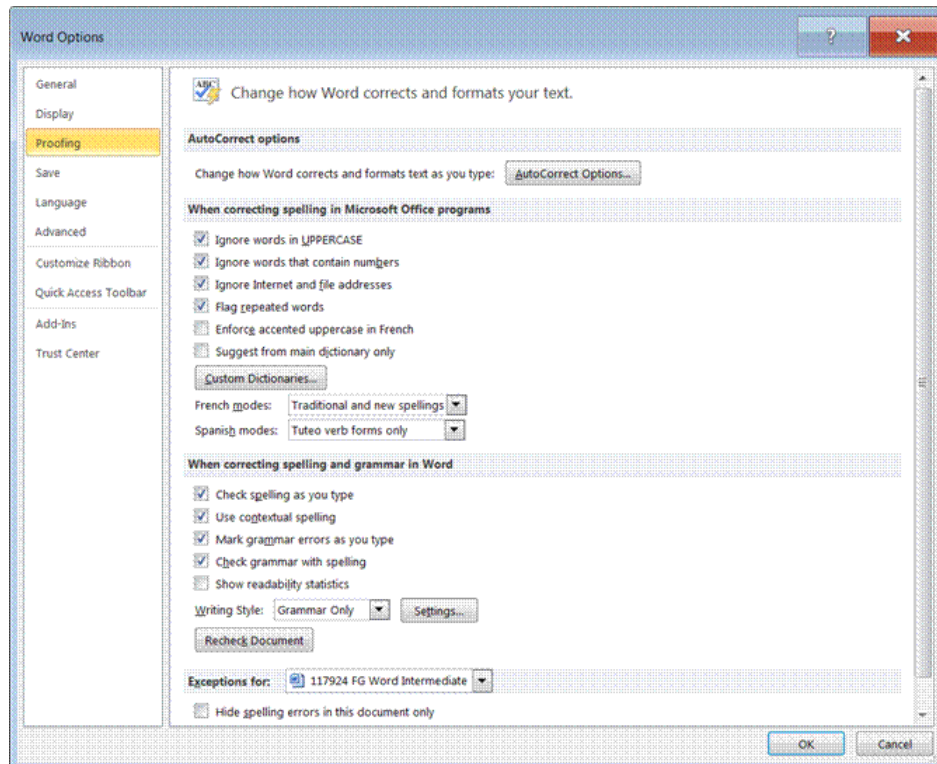 Word Options
General
Display
Proofing
Save
Language
Advanced
Customize Ribbon
Quick Access Toolbar
Add-Ins
Trust Center
ABC
Change how Word corrects and formats your text.
AutoCorrect options
Change how Word corrects and formats text as you type: AutoCorrect Options...
When correcting spelling in Microsoft Office programs
Ignore words in UPPERCASE
Ignore words that contain numbers
Ignore Internet and file addresses
Flag repeated words
Enforce accented uppercase in French
Suggest from main dictionary only
Custom Dictionaries...
French modes: Traditional and new spellings
Spanish modes: Tuteo verb forms only
When correcting spelling and grammar in Word
Check spelling as you type
Use contextual spelling
Mark grammar errors as you type
Check grammar with spelling
Show readability statistics
Writing Style: Grammar Only Settings...
Recheck Document
Exceptions for: 117924 FG Word Intermediate
Hide spelling errors in this document only
OK Cancel